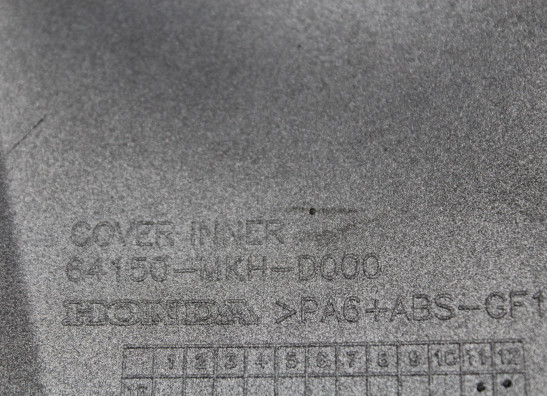 COVER INNER
64150-MKH-D000
HONDA >PA6+ABS-GF1
1 2 3 4 5 6 7 8 9 10 11 12